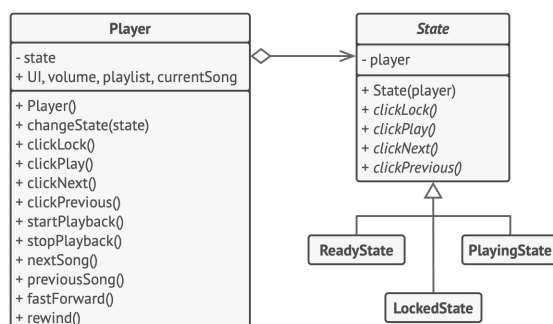 Player
- state
+ UI, volume, playlist, currentSong
+ Player()
+ changeState(state)
+ clickLock()
+ clickPlay()
+ clickNext()
+ clickPrevious()
+ startPlayback()
+ stopPlayback()
+ nextSong()
+ previousSong()
+ fastForward()
+ rewind()
State
- player
+ State(player)
+ clickLock()
+ clickPlay()
+ clickNext()
+ clickPrevious()
ReadyState
PlayingState
LockedState